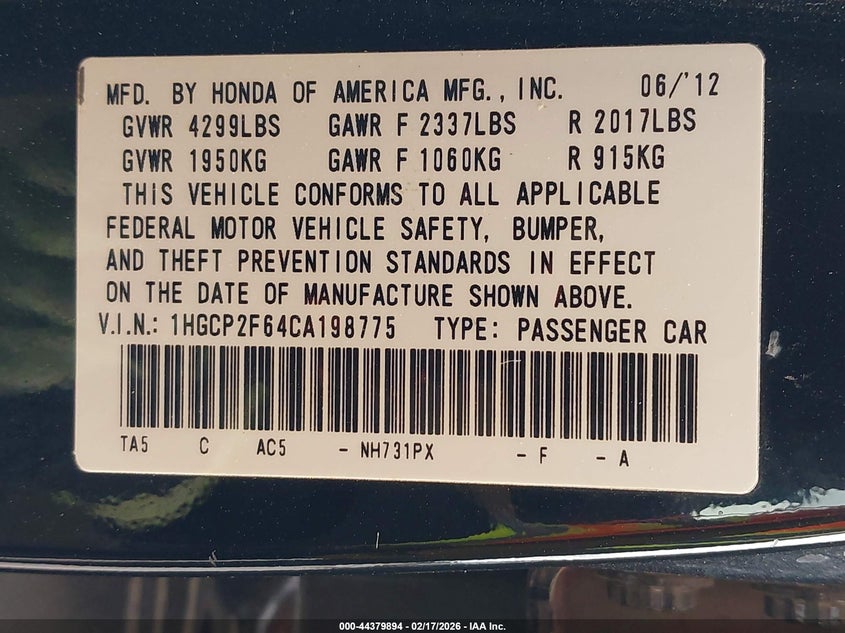 MFD. BY HONDA OF AMERICA MFG., INC. 06/'12
GVWR 4299LBS GAWR F 2337LBS R 2017LBS
GVWR 1950KG GAWR F 1060KG R 915KG
THIS VEHICLE CONFORMS TO ALL APPLICABLE
FEDERAL MOTOR VEHICLE SAFETY, BUMPER,
AND THEFT PREVENTION STANDARDS IN EFFECT
ON THE DATE OF MANUFACTURE SHOWN ABOVE.
V.I.N.: 1HGCP2F64CA198775 TYPE: PASSENGER CAR
TA5 C AC5 - NH731PX - F - A
000-44379894 - 02/17/2026 - IAA Inc.